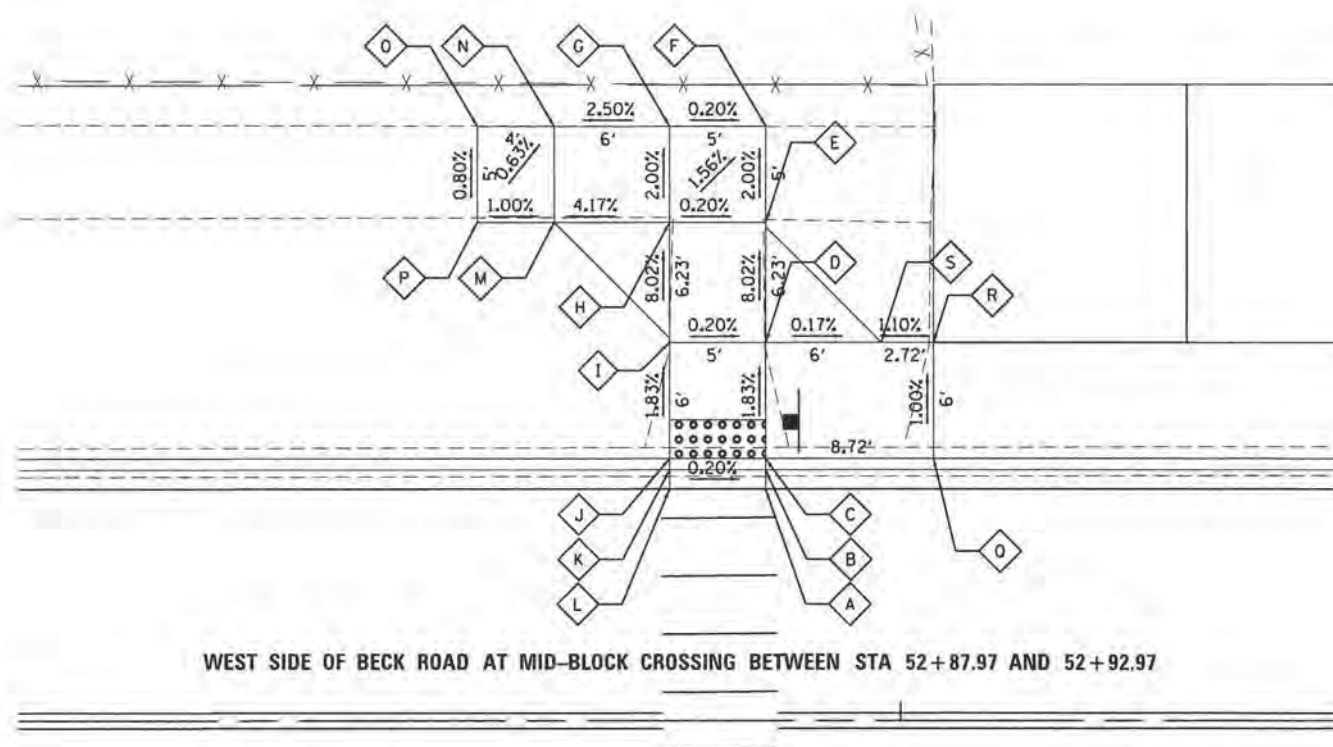 O N G F
X X X X X X X X X X
2.50% 0.20%
4' 6' 5'
0.80% 5' 0.63% 2.00% 1.56% 2.00% 5' E
1.00% 4.17% 0.20%
P M H 8.02% 6.23' 8.02% 6.23' D S R
0.20% 0.17% 1.10%
I 5' 6' 2.72'
1.83% 6' 1.83% 1.00% 6'
8.72'
0.20%
J C
K B Q
L A
WEST SIDE OF BECK ROAD AT MID-BLOCK CROSSING BETWEEN STA 52+87.97 AND 52+92.97